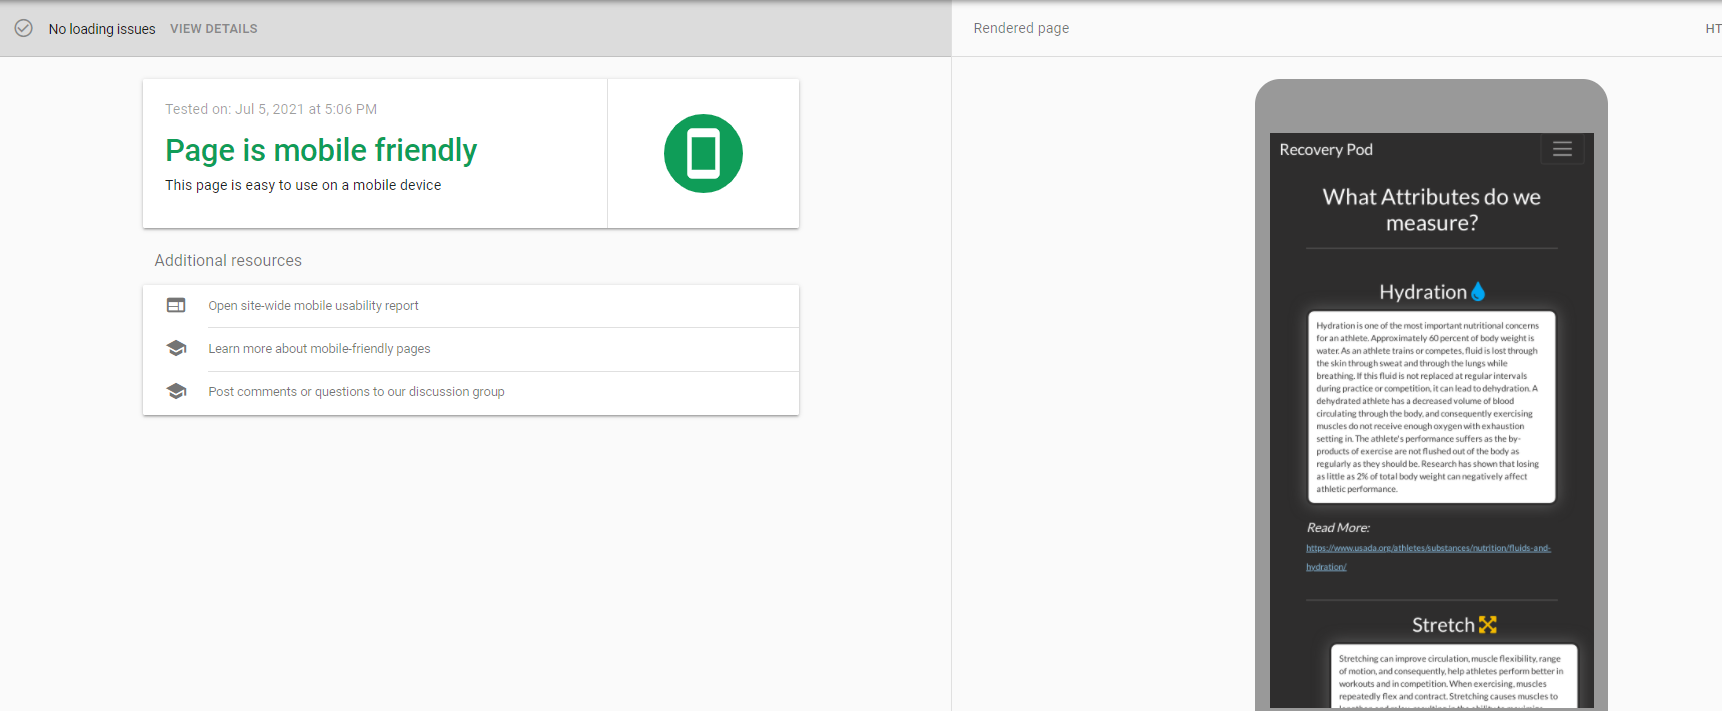 No loading issues VIEW DETAILS
Tested on: Jul 5, 2021 at 5:06 PM
Page is mobile friendly
This page is easy to use on a mobile device
Additional resources
Open site-wide mobile usability report
Learn more about mobile-friendly pages
Post comments or questions to our discussion group
Rendered page
HT
Recovery Pod
What Attributes do we
measure?
Hydration
Hydration is one of the most important nutritional concerns
for an athlete. Approximately 60 percent of body weight is
water. As an athlete trains or competes, fluid is lost through
the skin through sweat and through the lungs while
breathing. If this fluid is not replaced at regular intervals
during practice or competition, it can lead to dehydration. A
dehydrated athlete has a decreased volume of blood
circulating through the body, and consequently exercising
muscles do not receive enough oxygen with exhaustion
setting in. The athlete's performance suffers as the by-
products of exercise are not flushed out of the body as
regularly as they should be. Research has shown that losing
as little as 2% of total body weight can negatively affect
athletic performance.
Read More:
https://www.usada.org/athletes/substances/nutrition/fluids-and-
hydration/
Stretch
Stretching can improve circulation, muscle flexibility, range
of motion, and consequently, help athletes perform better in
workouts and in competition. When exercising, muscles
repeatedly flex and contract. Stretching causes muscles to